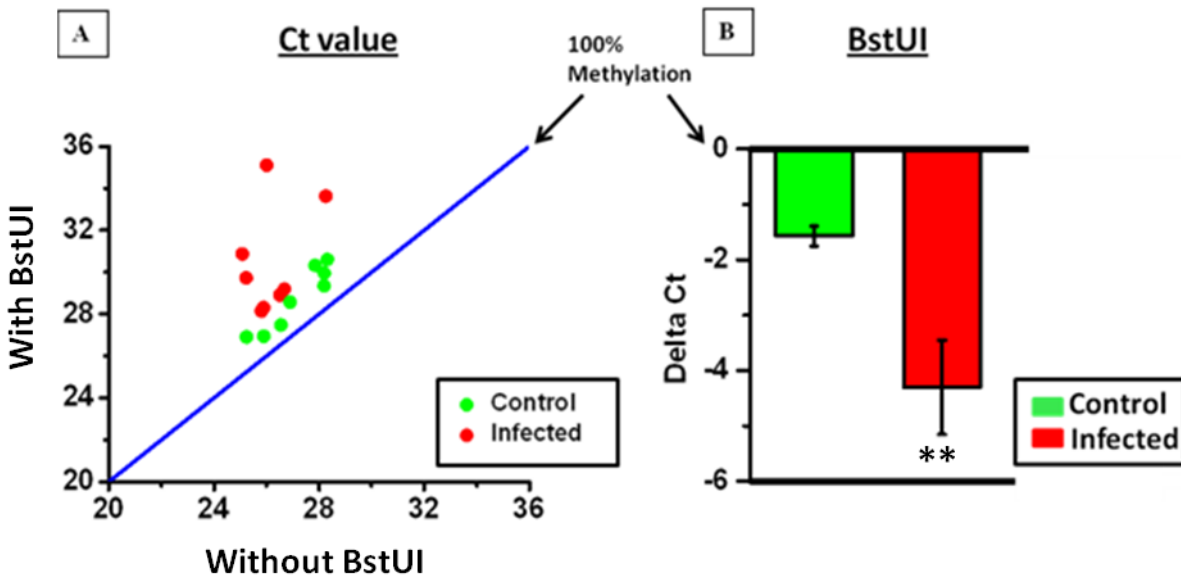 A
Ct value
100%
Methylation
B
BstUI
36
32
28
24
20
20 24 28 32 36
With BstUI
Without BstUI
Control
Infected
0
-2
-4
-6
Delta Ct
**
Control
Infected